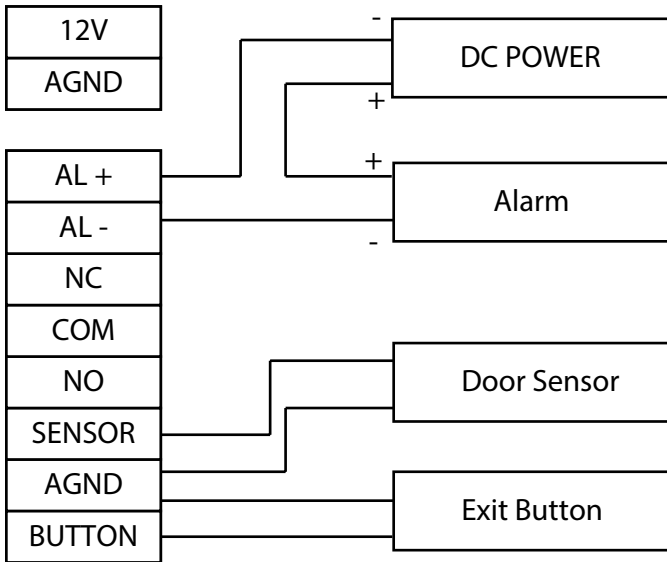 12V
AGND
AL +
AL -
NC
COM
NO
SENSOR
AGND
BUTTON
-
DC POWER
+
+
Alarm
-
Door Sensor
Exit Button